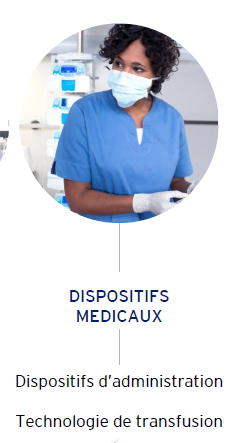 DISPOSITIFS
MEDICAUX
Dispositifs d'administration
Technologie de transfusion